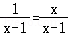 1/(x-1) = x/(x-1)